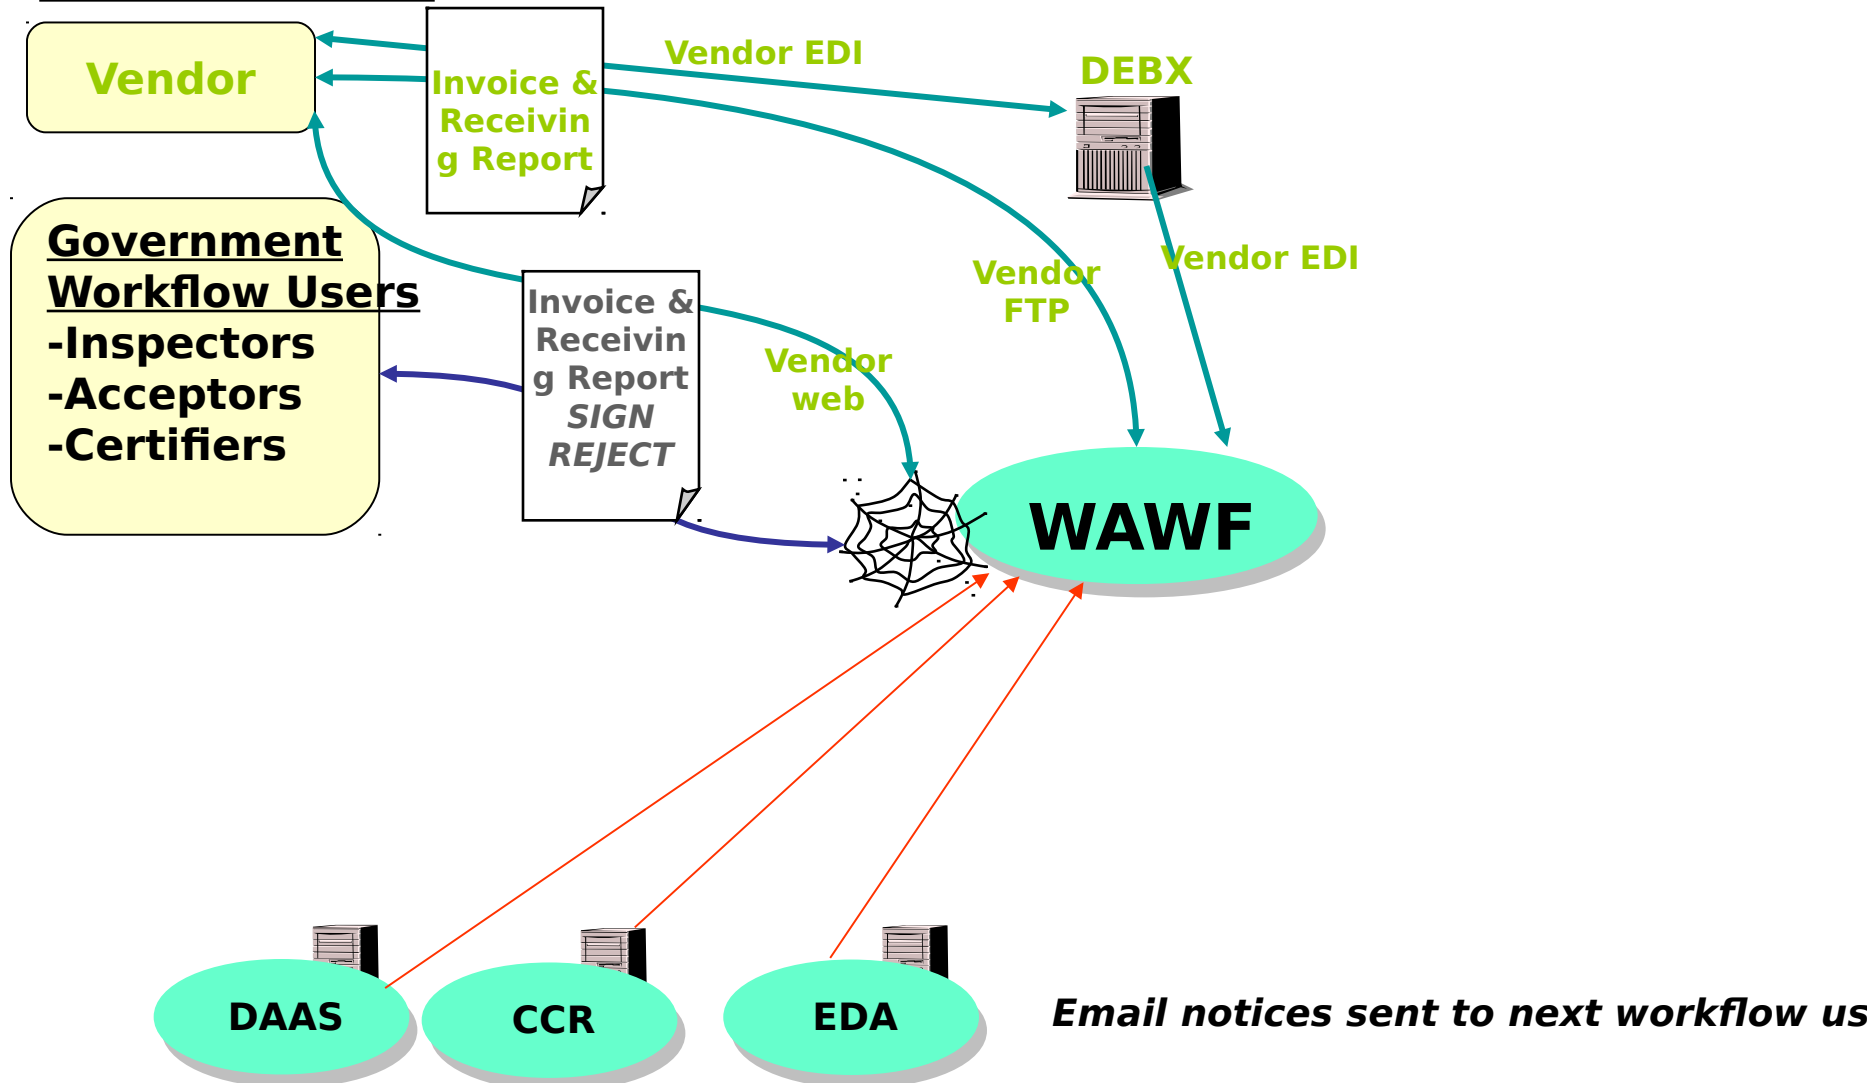 Vendor
Invoice &
Receivin
g Report
Vendor EDI
DEBX
Government
Workflow Users
-Inspectors
-Acceptors
-Certifiers
Invoice &
Receivin
g Report
SIGN
REJECT
Vendor
web
Vendor
FTP
Vendor EDI
WAWF
DAAS
CCR
EDA
Email notices sent to next workflow us